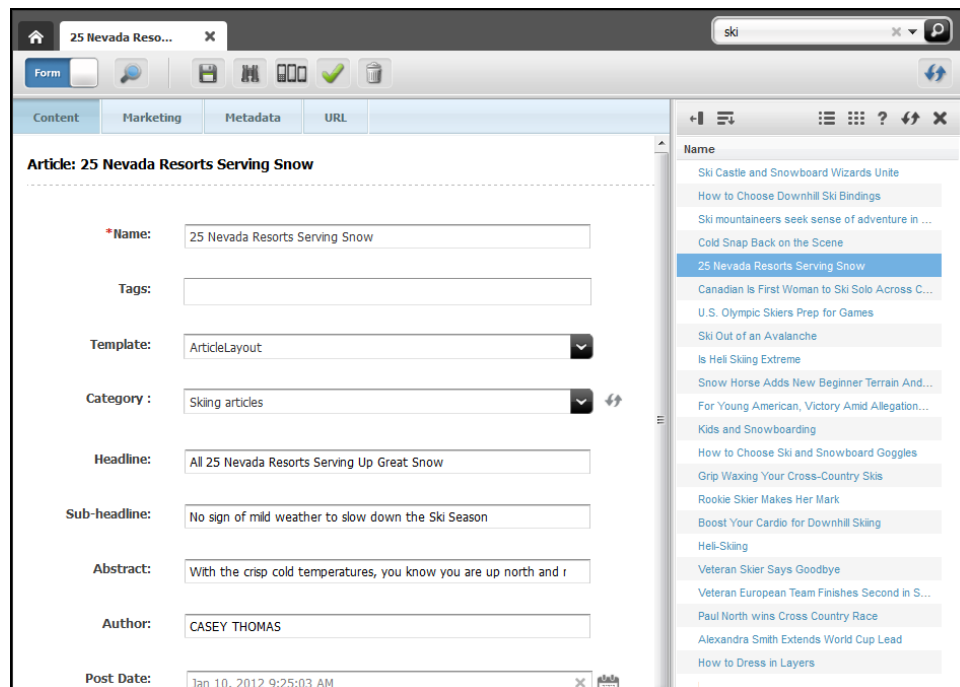 25 Nevada Reso...
ski
Form
Content
Marketing
Metadata
URL
Article: 25 Nevada Resorts Serving Snow
*Name:
25 Nevada Resorts Serving Snow
Tags:
Template:
ArticleLayout
Category :
Skiing articles
Headline:
All 25 Nevada Resorts Serving Up Great Snow
Sub-headline:
No sign of mild weather to slow down the Ski Season
Abstract:
With the crisp cold temperatures, you know you are up north and
Author:
CASEY THOMAS
Post Date:
Jan 10, 2012 9:25:03 AM
?
Name
Ski Castle and Snowboard Wizards Unite
How to Choose Downhill Ski Bindings
Ski mountaineers seek sense of adventure in ...
Cold Snap Back on the Scene
25 Nevada Resorts Serving Snow
Canadian Is First Woman to Ski Solo Across C...
U.S. Olympic Skiers Prep for Games
Ski Out of an Avalanche
Is Heli Skiing Extreme
Snow Horse Adds New Beginner Terrain And...
For Young American, Victory Amid Allegation...
Kids and Snowboarding
How to Choose Ski and Snowboard Goggles
Grip Waxing Your Cross-Country Skis
Rookie Skier Makes Her Mark
Boost Your Cardio for Downhill Skiing
Heli-Skiing
Veteran Skier Says Goodbye
Veteran European Team Finishes Second in S...
Paul North wins Cross Country Race
Alexandra Smith Extends World Cup Lead
How to Dress in Layers